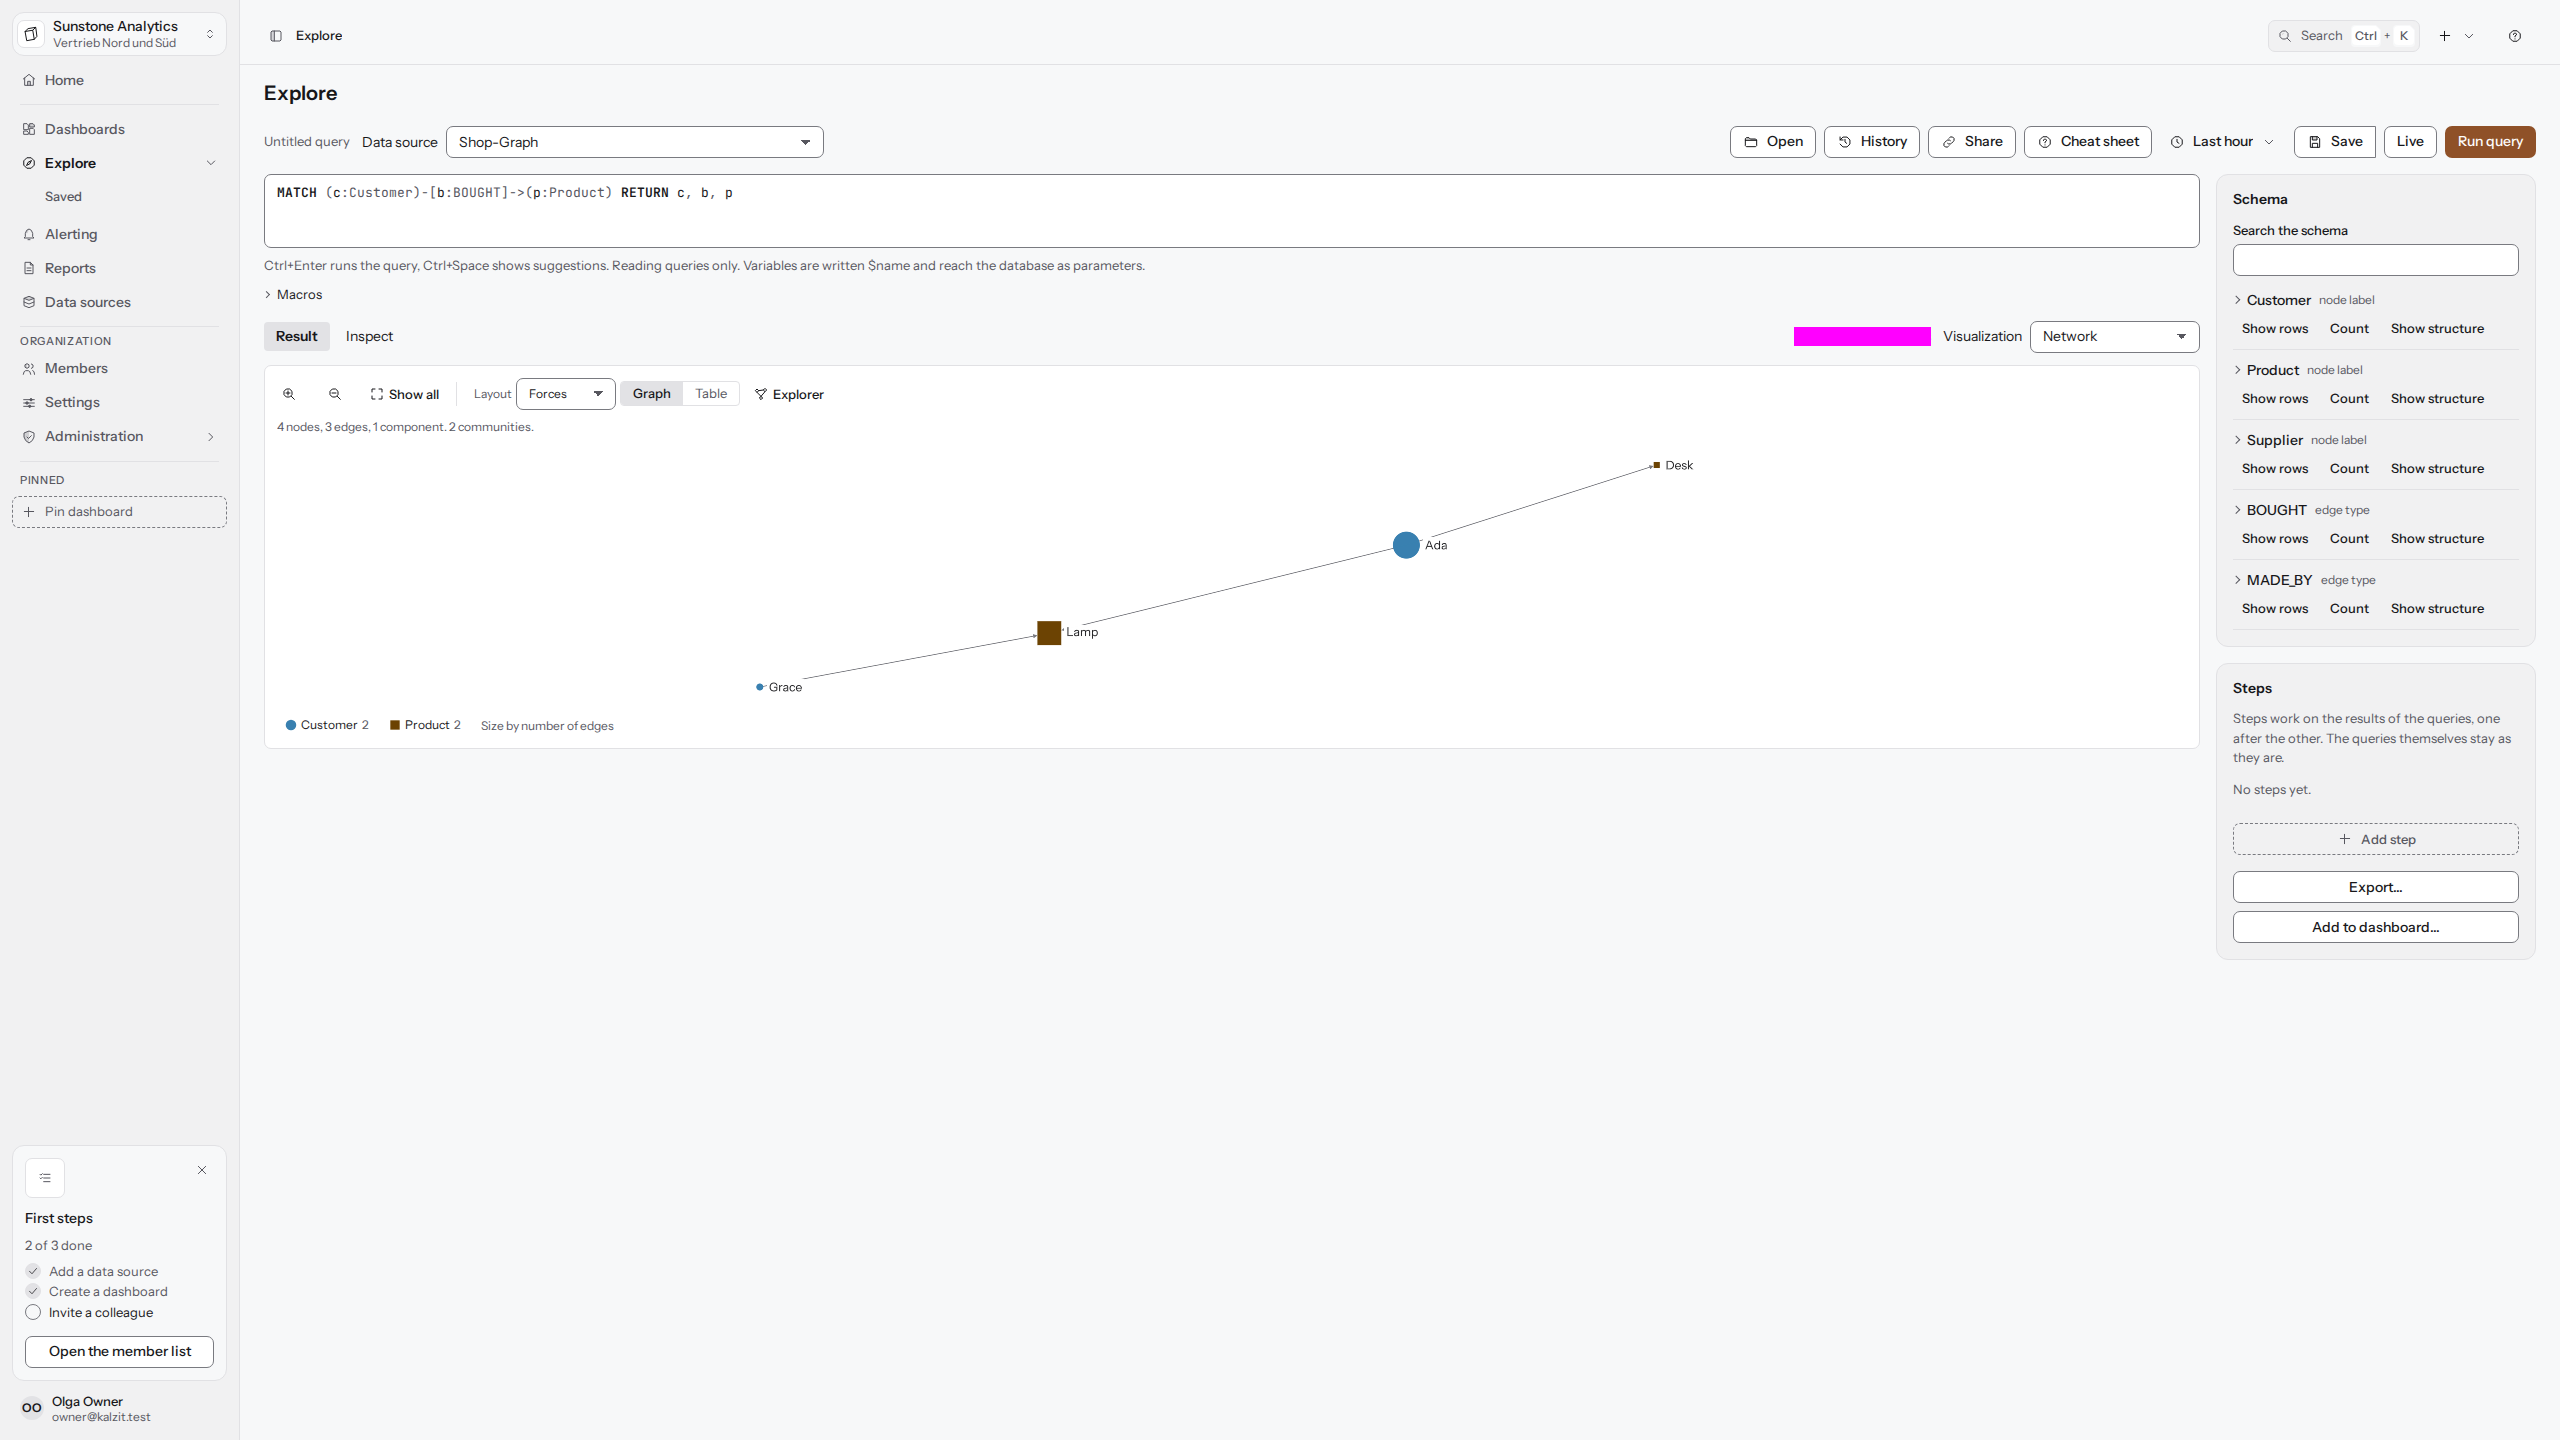 Sunstone Analytics
Vertrieb Nord und Süd
Home
Dashboards
Explore
Saved
Alerting
Reports
Data sources
ORGANIZATION
Members
Settings
Administration
PINNED
Pin dashboard
First steps
2 of 3 done
Add a data source
Create a dashboard
Invite a colleague
Open the member list
OO
Olga Owner
owner@kalzit.test
Explore
Search Ctrl + K
Explore
Untitled query Data source Shop-Graph
Open History Share Cheat sheet Last hour Save Live Run query
MATCH (c:Customer)-[b:BOUGHT]->(p:Product) RETURN c, b, p
Ctrl+Enter runs the query, Ctrl+Space shows suggestions. Reading queries only. Variables are written $name and reach the database as parameters.
Macros
Result Inspect
Visualization Network
Show all Layout Forces Graph Table Explorer
4 nodes, 3 edges, 1 component. 2 communities.
Desk
Ada
Lamp
Grace
Customer 2 Product 2 Size by number of edges
Schema
Search the schema
Customer node label
Show rows Count Show structure
Product node label
Show rows Count Show structure
Supplier node label
Show rows Count Show structure
BOUGHT edge type
Show rows Count Show structure
MADE_BY edge type
Show rows Count Show structure
Steps
Steps work on the results of the queries, one
after the other. The queries themselves stay as
they are.
No steps yet.
Add step
Export...
Add to dashboard...